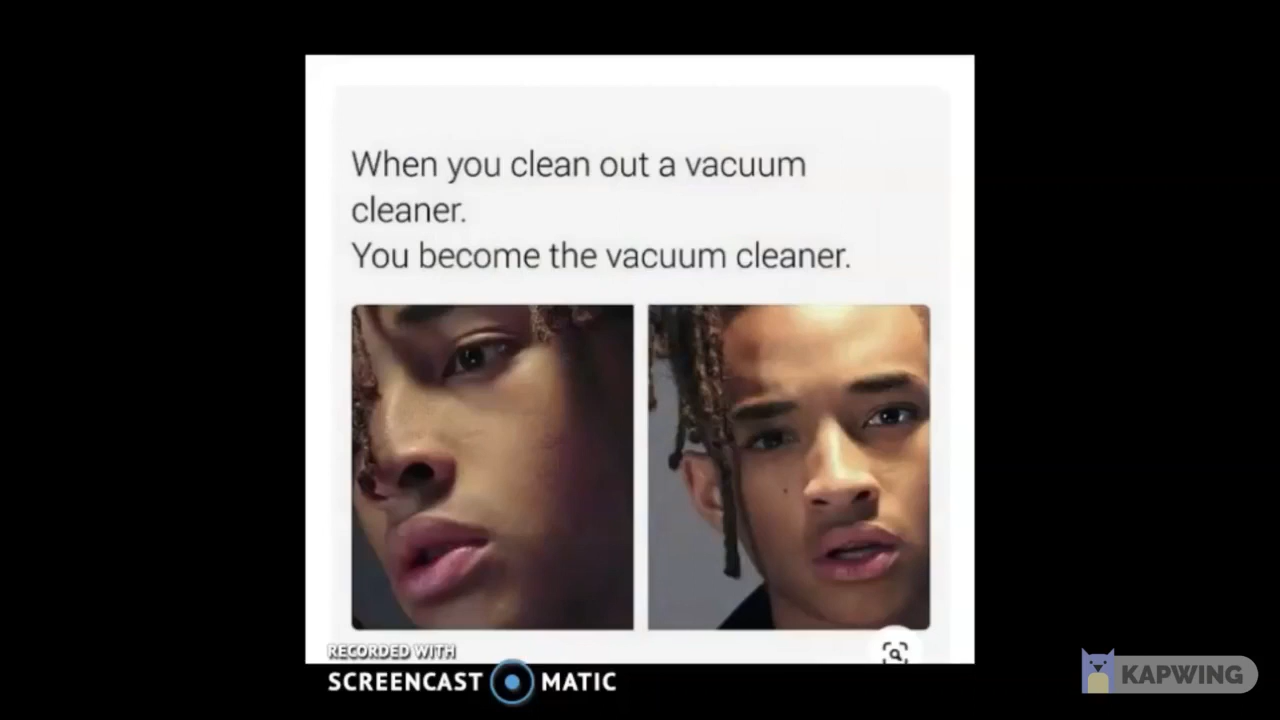 When you clean out a vacuum
cleaner.
You become the vacuum cleaner.
RECORDED WITH
SCREENCAST MATIC
KAPWING